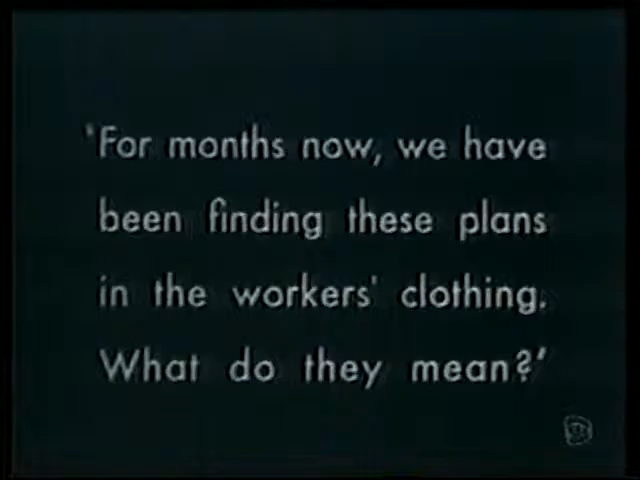 'For months now, we have
been finding these plans
in the workers' clothing.
What do they mean?'